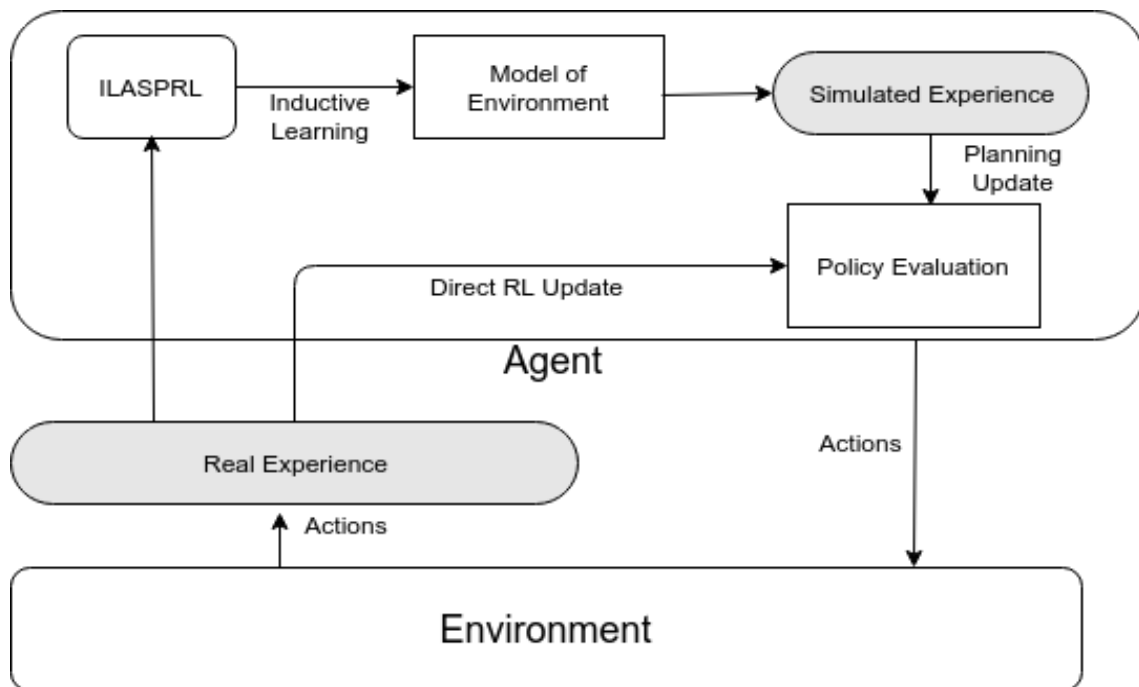 ILASPRL
Inductive
Learning
Model of
Environment
Simulated Experience
Planning
Update
Policy Evaluation
Direct RL Update
Agent
Real Experience
Actions
Actions
Environment